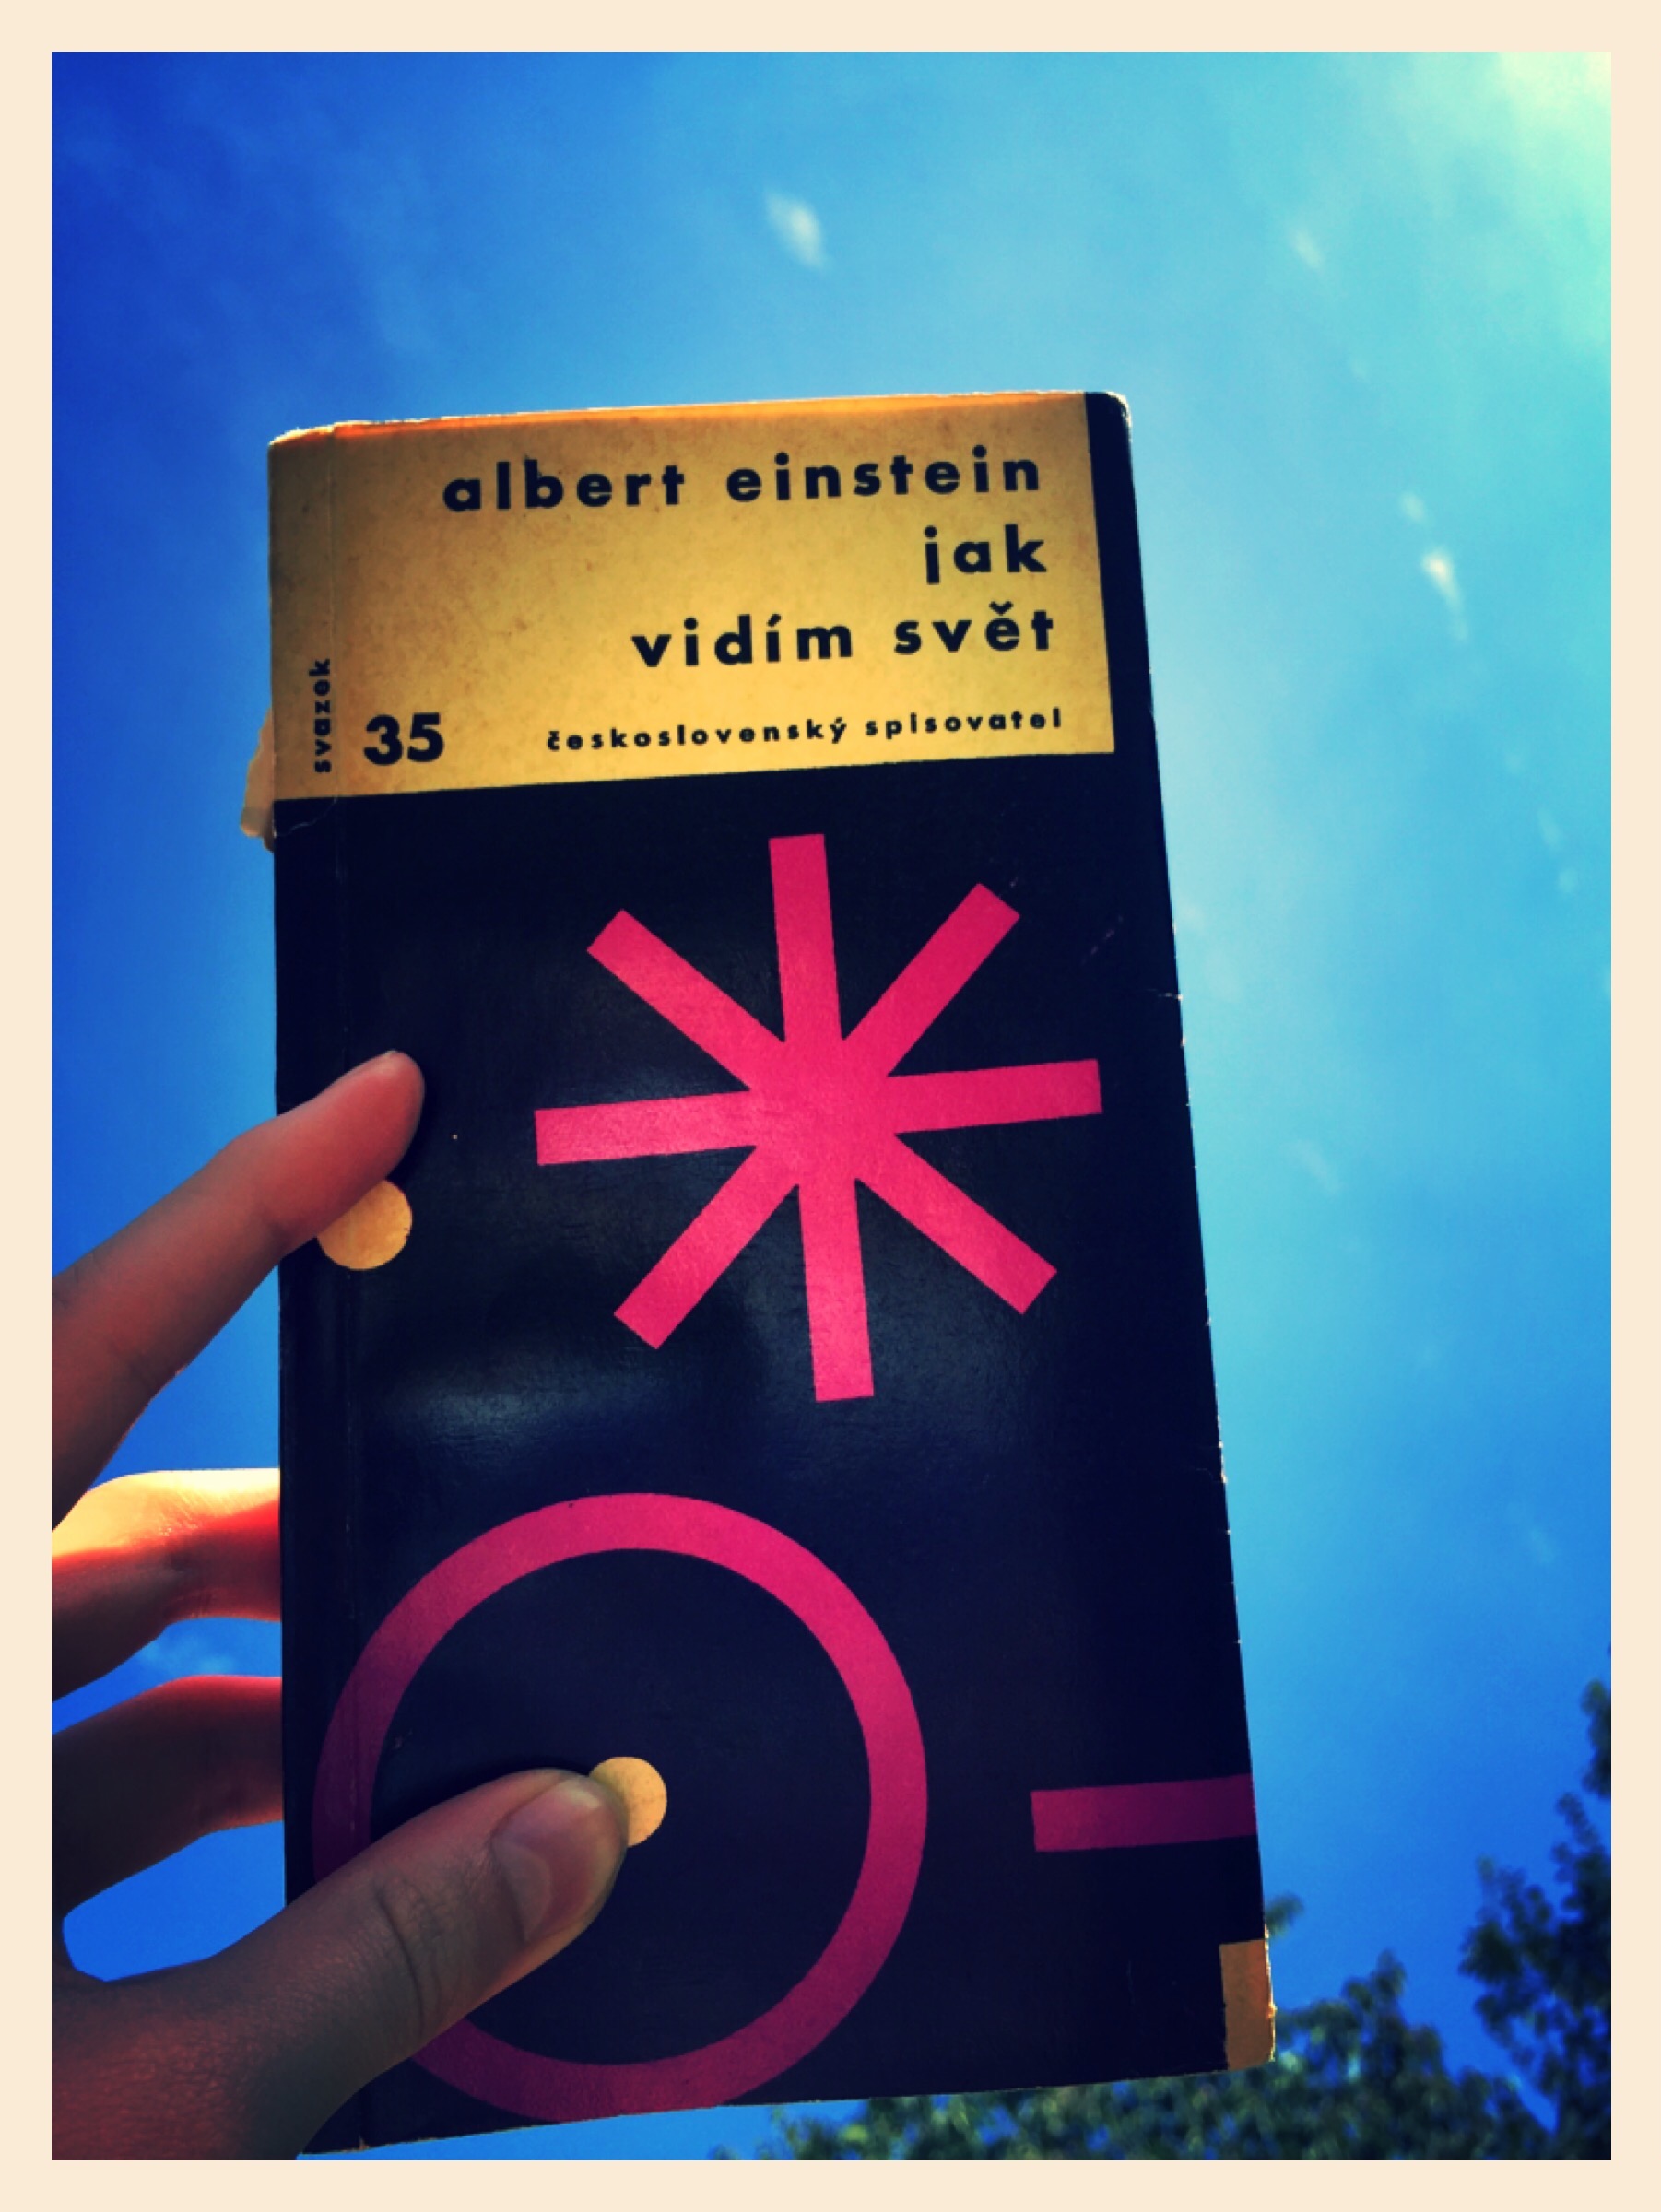 albert einstein
jak
vidím svět
svazek
35
československý spisovatel